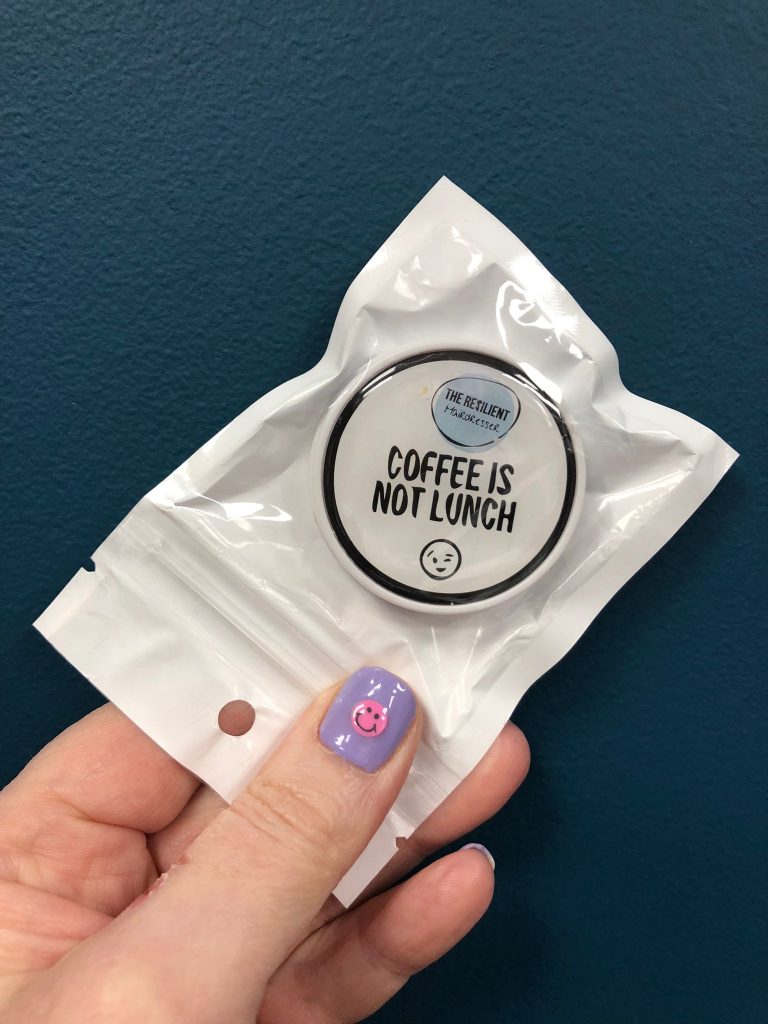 THE RESILIENT
Hairdresser
COFFEE IS
NOT LUNCH